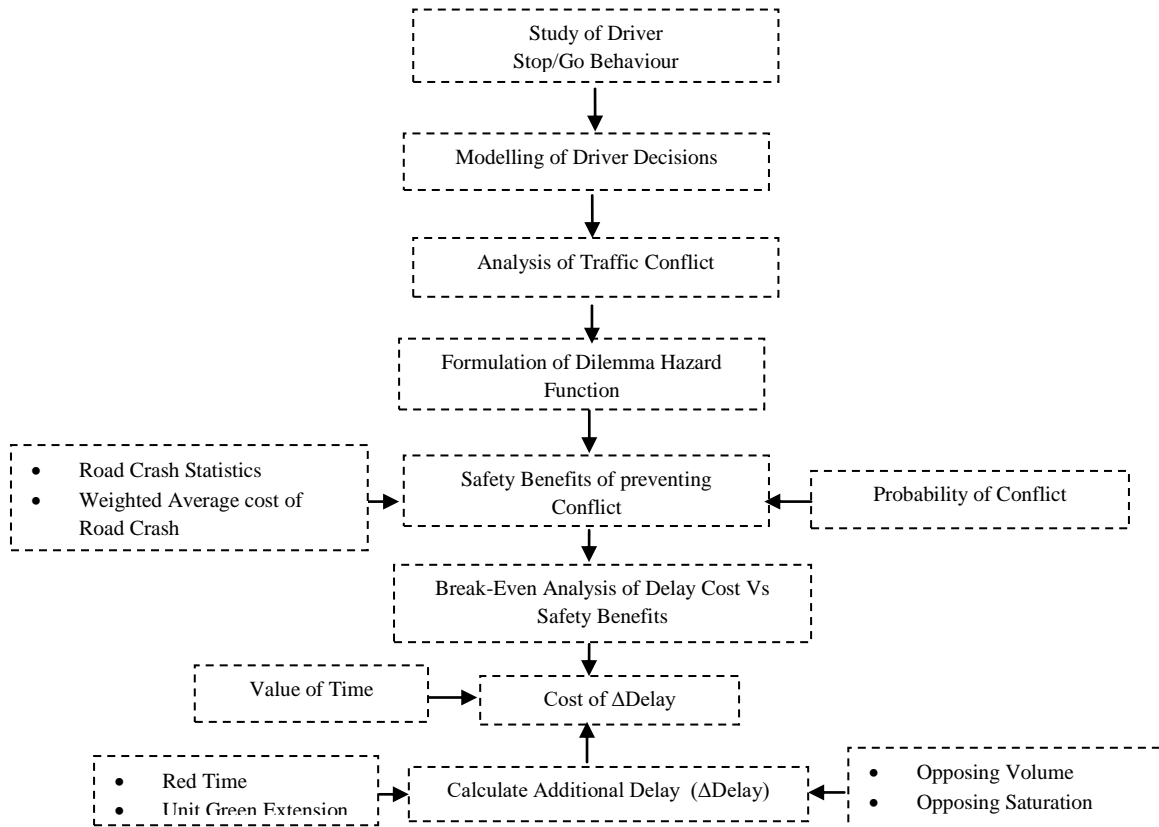 Study of Driver
Stop/Go Behaviour
Modelling of Driver Decisions
Analysis of Traffic Conflict
Formulation of Dilemma Hazard
Function
• Road Crash Statistics
• Weighted Average cost of
Road Crash
Safety Benefits of preventing
Conflict
Probability of Conflict
Break-Even Analysis of Delay Cost Vs
Safety Benefits
Value of Time
Cost of ΔDelay
• Red Time
• Unit Green Extension
Calculate Additional Delay (ΔDelay)
• Opposing Volume
• Opposing Saturation